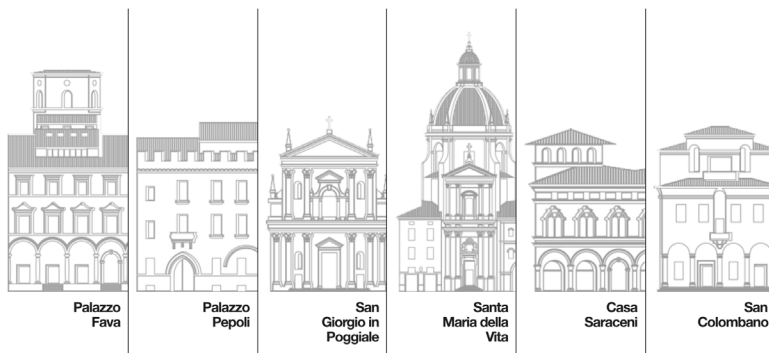 Palazzo
Fava
Palazzo
Pepoli
San
Giorgio in
Poggiale
Santa
Maria della
Vita
Casa
Saraceni
San
Colombano